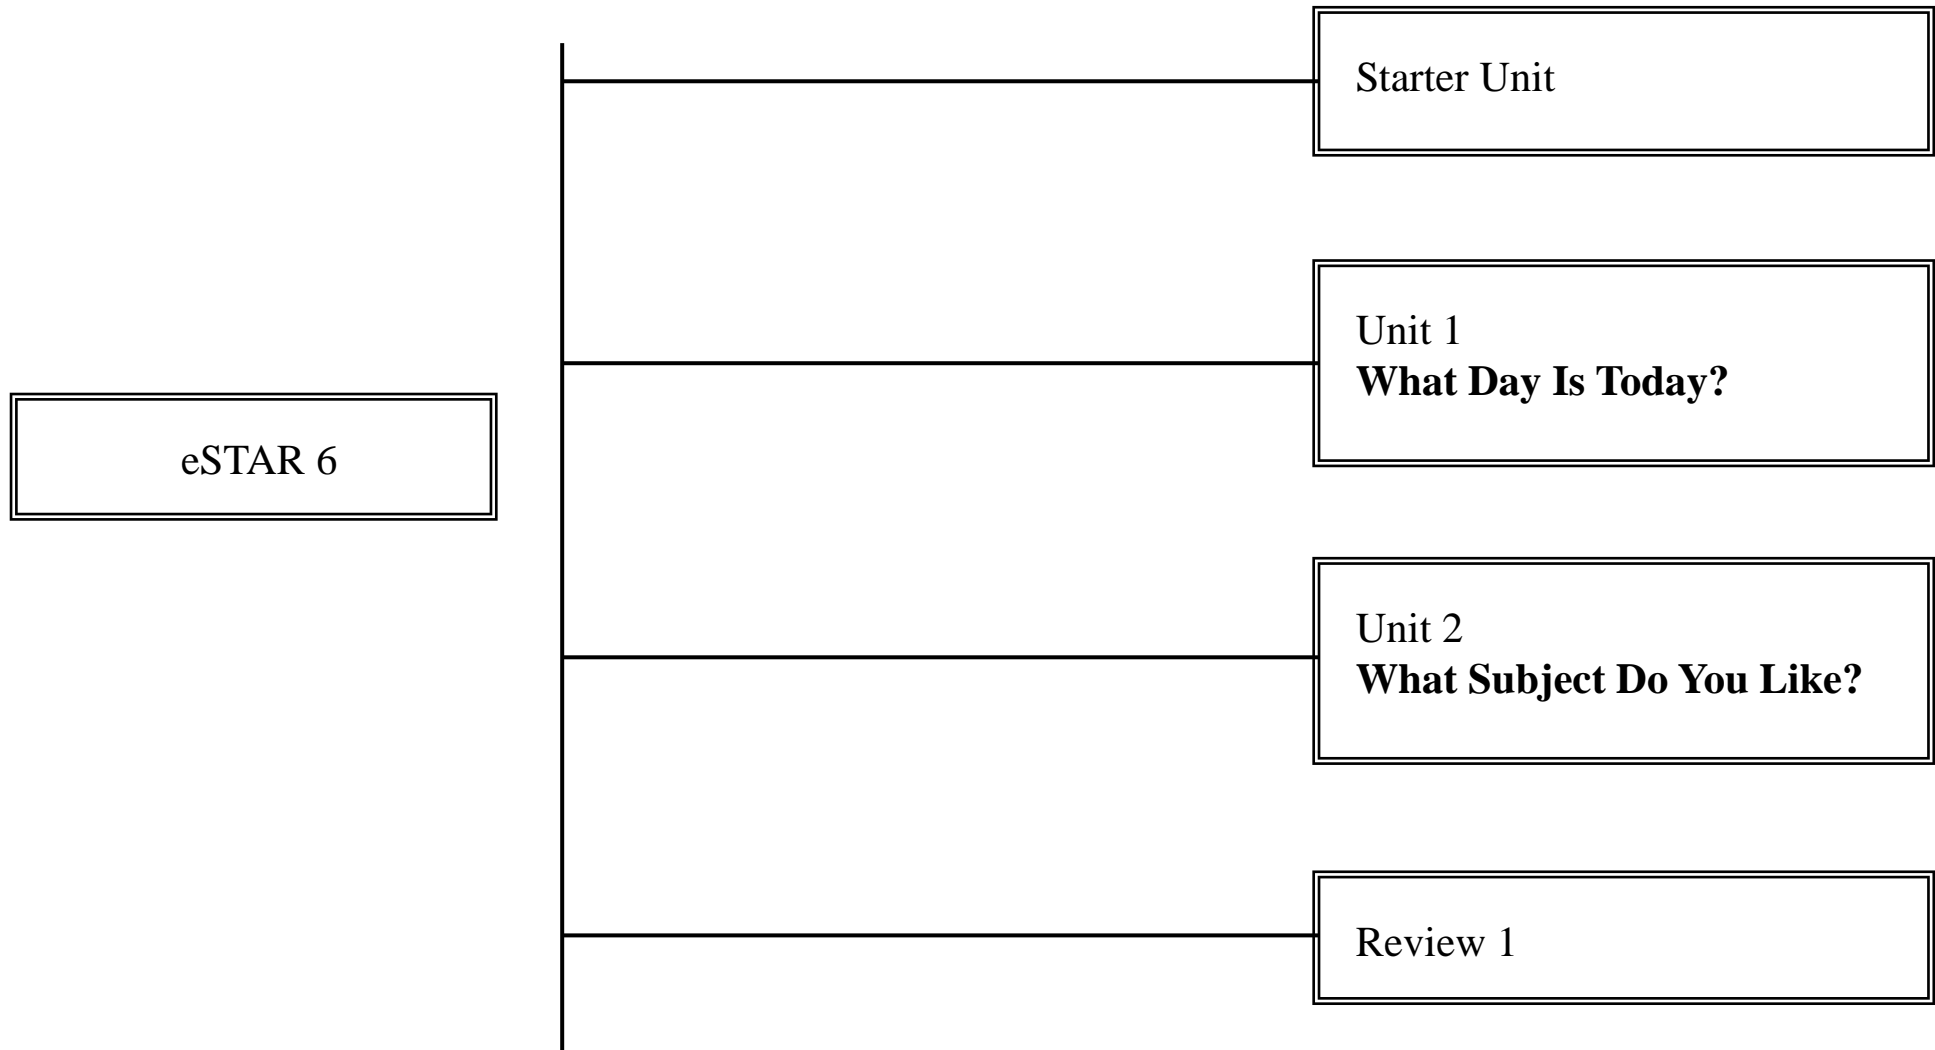 Starter Unit
Unit 1
What Day Is Today?
eSTAR 6
Unit 2
What Subject Do You Like?
Review 1